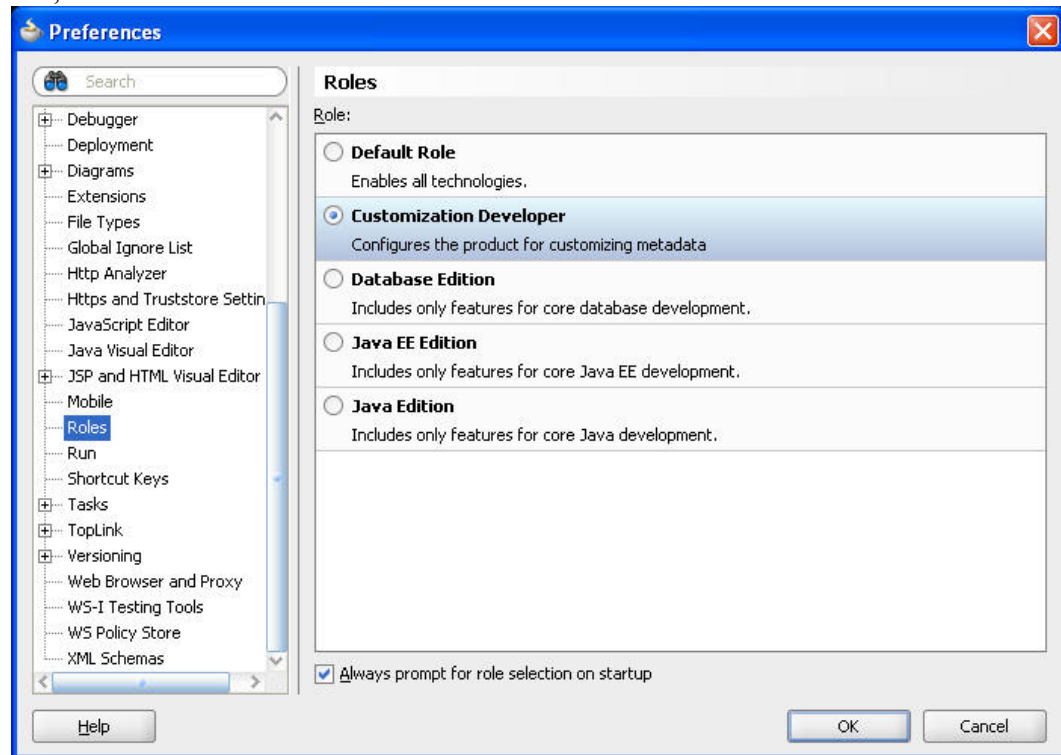 Preferences
Search
Debugger
Deployment
Diagrams
Extensions
File Types
Global Ignore List
Http Analyzer
Https and Truststore Settin
JavaScript Editor
Java Visual Editor
JSP and HTML Visual Editor
Mobile
Roles
Run
Shortcut Keys
Tasks
TopLink
Versioning
Web Browser and Proxy
WS-I Testing Tools
WS Policy Store
XML Schemas
Roles
Role:
Default Role
Enables all technologies.
Customization Developer
Configures the product for customizing metadata
Database Edition
Includes only features for core database development.
Java EE Edition
Includes only features for core Java EE development.
Java Edition
Includes only features for core Java development.
Always prompt for role selection on startup
Help
OK
Cancel